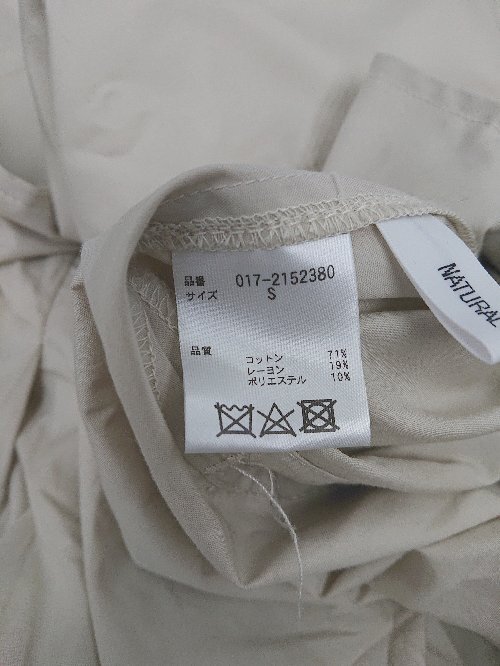 品番 017-2152380
サイズ S
品質
コットン 71%
レーヨン 19%
ポリエステル 10%
NATURAL